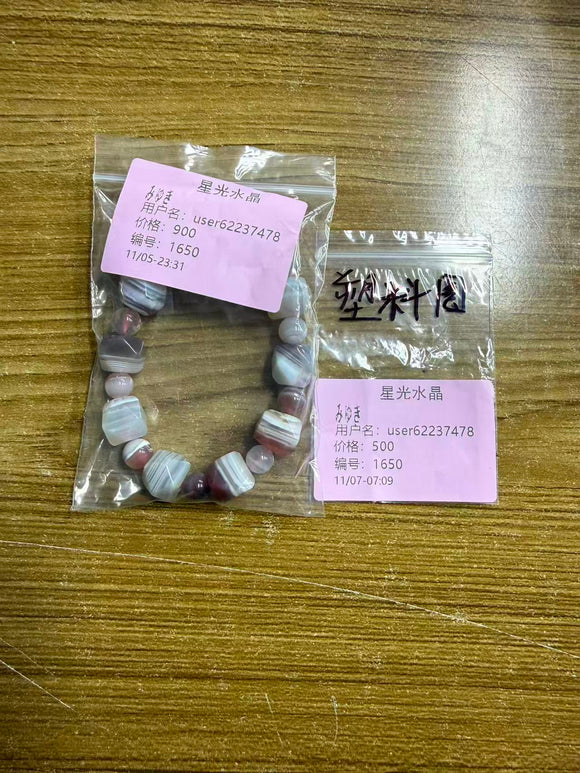 星光水晶
みゆき
用户名：user62237478
价格：900
编号：1650
11/05-23:31
塑料圈
星光水晶
みゆき
用户名：user62237478
价格：500
编号：1650
11/07-07:09